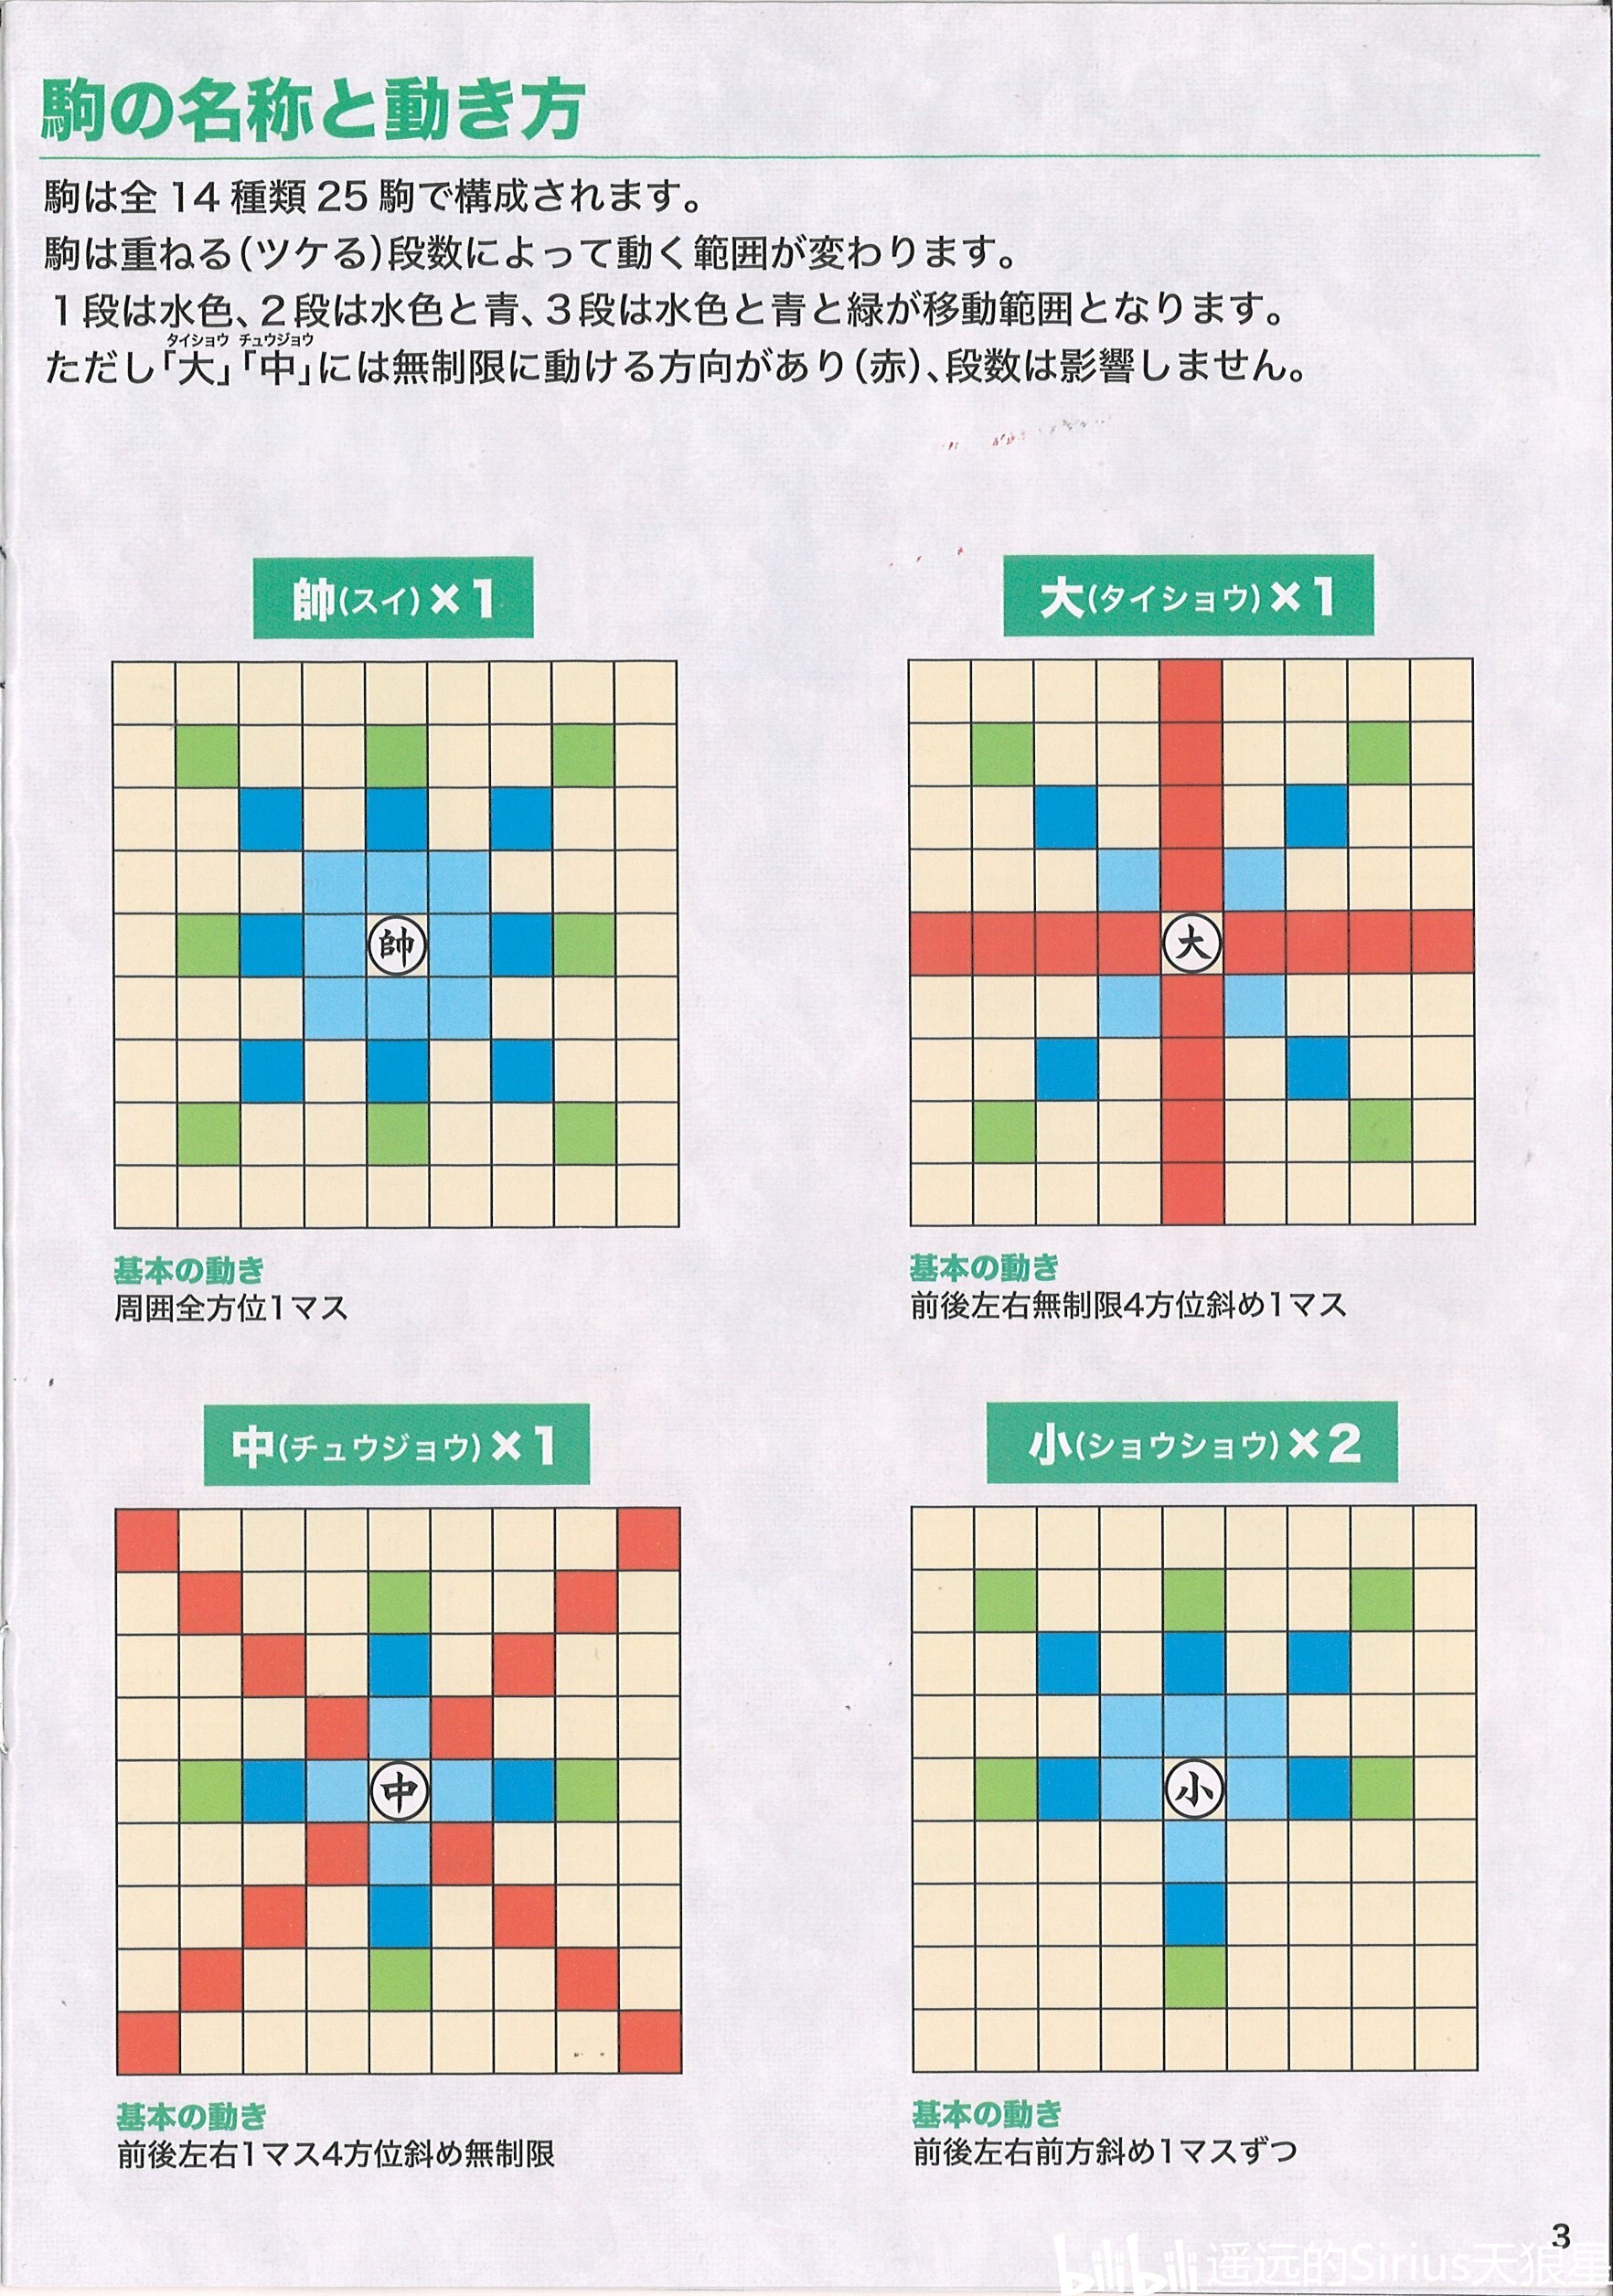 駒の名称と動き方
駒は全14種類25駒で構成されます。
駒は重ねる(ツケる)段数によって動く範囲が変わります。
1段は水色、2段は水色と青、3段は水色と青と緑が移動範囲となります。
タイショウ チュウジョウ
ただし「大」「中」には無制限に動ける方向があり(赤)、段数は影響しません。
帥(スイ)×1
大(タイショウ)×1
帥
大
基本の動き
周囲全方位1マス
基本の動き
前後左右無制限4方位斜め1マス
中(チュウジョウ)×1
小(ショウショウ)×2
中
小
基本の動き
前後左右1マス4方位斜め無制限
基本の動き
前後左右前方斜め1マスずつ
3
bilibili 遥远的Sirius天狼星